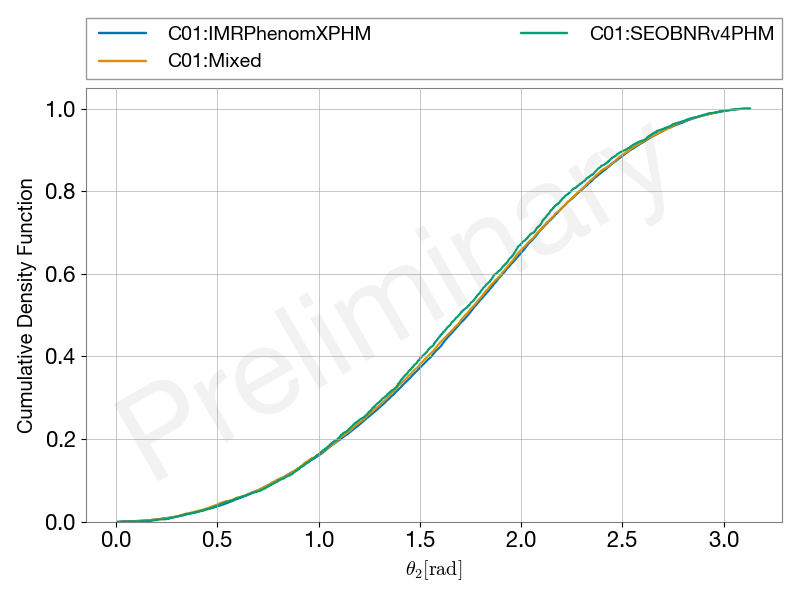 C01:IMRPhenomXPHM
C01:Mixed
C01:SEOBNRv4PHM
1.0
0.8
0.6
0.4
0.2
0.0
Cumulative Density Function
Preliminary
0.0 0.5 1.0 1.5 2.0 2.5 3.0
θ₂[rad]